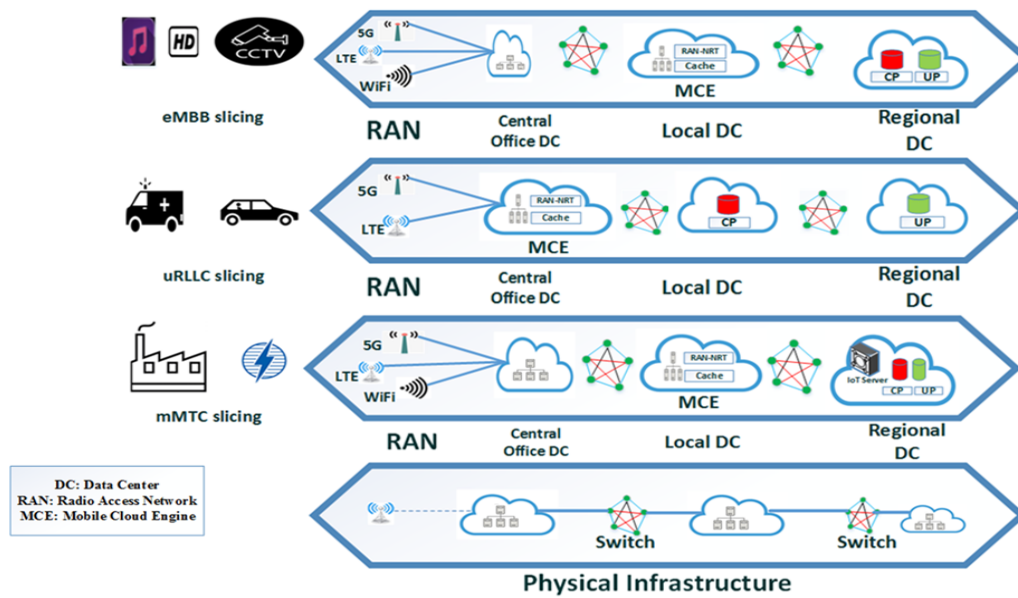 HD
CCTV
eMBB slicing
5G
LTE
WiFi
RAN-NRT
Cache
MCE
CP
UP
RAN
Central
Office DC
Local DC
Regional
DC
uRLLC slicing
5G
LTE
RAN-NRT
Cache
MCE
CP
UP
RAN
Central
Office DC
Local DC
Regional
DC
mMTC slicing
5G
LTE
WiFi
RAN-NRT
Cache
MCE
IoT Server
CP
UP
RAN
Central
Office DC
Local DC
Regional
DC
DC: Data Center
RAN: Radio Access Network
MCE: Mobile Cloud Engine
Switch
Switch
Physical Infrastructure